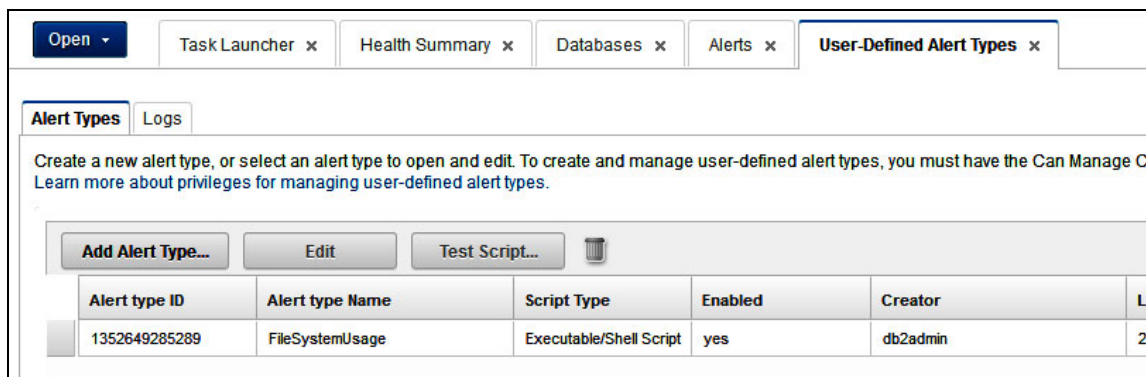 Open
Task Launcher x
Health Summary x
Databases x
Alerts x
User-Defined Alert Types x
Alert Types
Logs
Create a new alert type, or select an alert type to open and edit. To create and manage user-defined alert types, you must have the Can Manage C
Learn more about privileges for managing user-defined alert types.
Add Alert Type...
Edit
Test Script...
Alert type ID
Alert type Name
Script Type
Enabled
Creator
L
1352649285289
FileSystemUsage
Executable/Shell Script
yes
db2admin
2